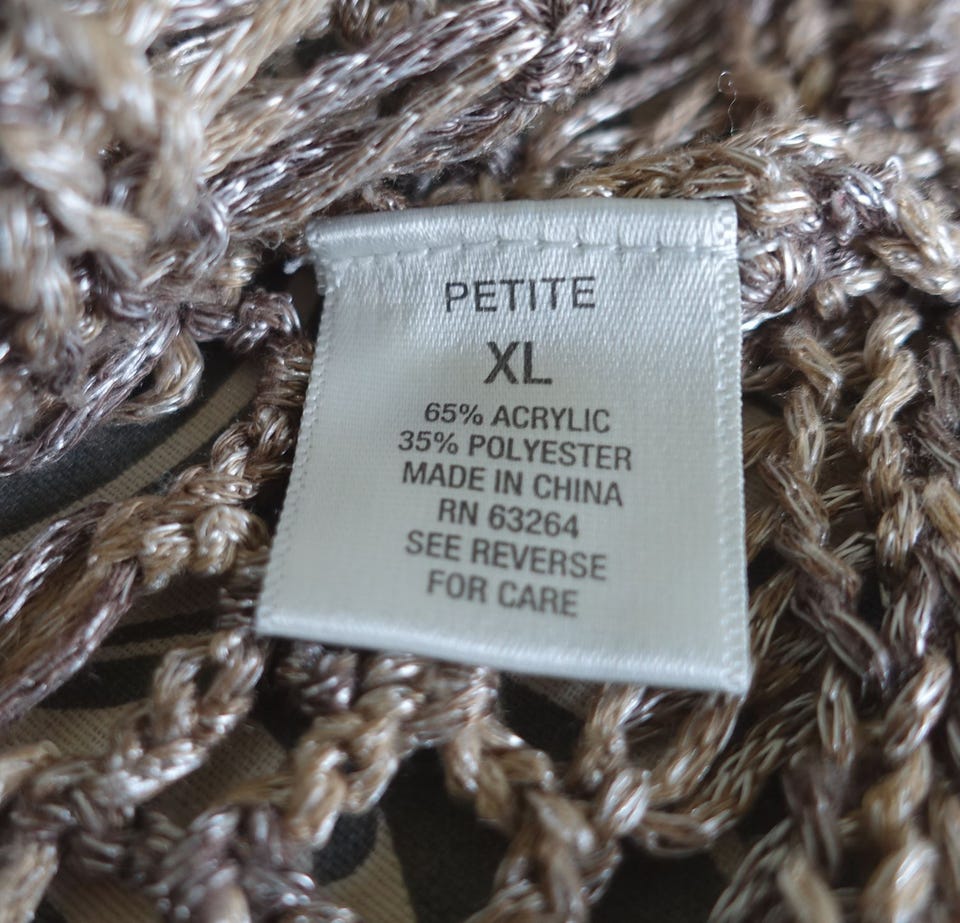 PETITE
XL
65% ACRYLIC
35% POLYESTER
MADE IN CHINA
RN 63264
SEE REVERSE
FOR CARE